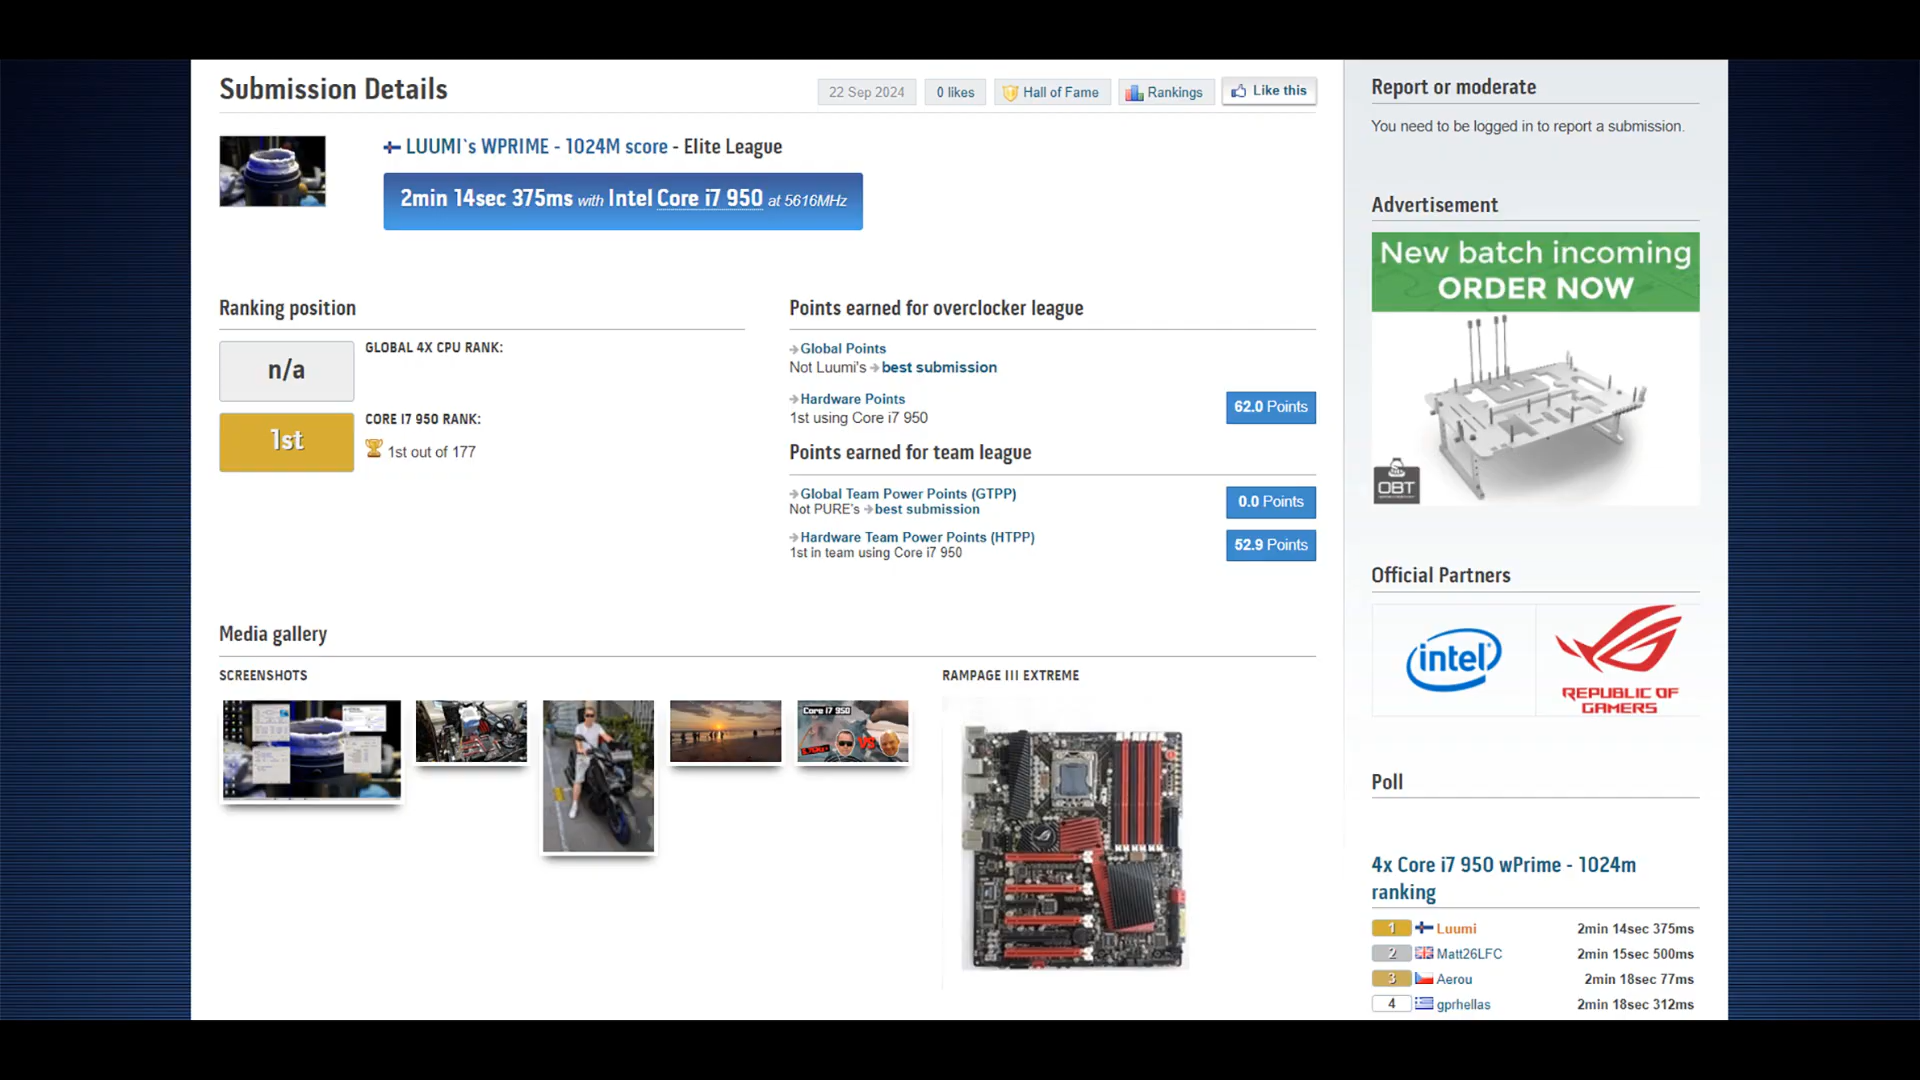 Submission Details
22 Sep 2024
0 likes
Hall of Fame
Rankings
Like this
LUUMI`s WPRIME - 1024M score - Elite League
2min 14sec 375ms with Intel Core i7 950 at 5616MHz
Ranking position
n/a
GLOBAL 4X CPU RANK:
1st
CORE I7 950 RANK:
1st out of 177
Points earned for overclocker league
Global Points
Not Luumi's best submission
Hardware Points
1st using Core i7 950
62.0 Points
Points earned for team league
Global Team Power Points (GTPP)
Not PURE's best submission
0.0 Points
Hardware Team Power Points (HTPP)
1st in team using Core i7 950
52.9 Points
Media gallery
SCREENSHOTS
Core i7 950
VS
RAMPAGE III EXTREME
Report or moderate
You need to be logged in to report a submission.
Advertisement
New batch incoming
ORDER NOW
OBT
Official Partners
intel
REPUBLIC OF
GAMERS
Poll
4x Core i7 950 wPrime - 1024m
ranking
1 Luumi 2min 14sec 375ms
2 Matt26LFC 2min 15sec 500ms
3 Aerou 2min 18sec 77ms
4 gprhellas 2min 18sec 312ms